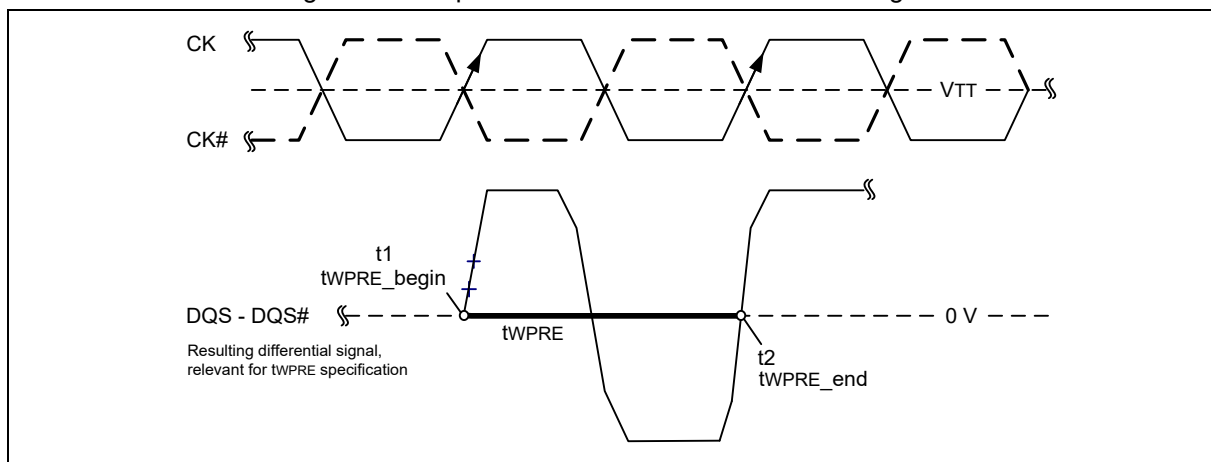 CK
VTT
CK#
t1
tWPRE_begin
DQS - DQS#
0 V
tWPRE
Resulting differential signal,
relevant for tWPRE specification
t2
tWPRE_end